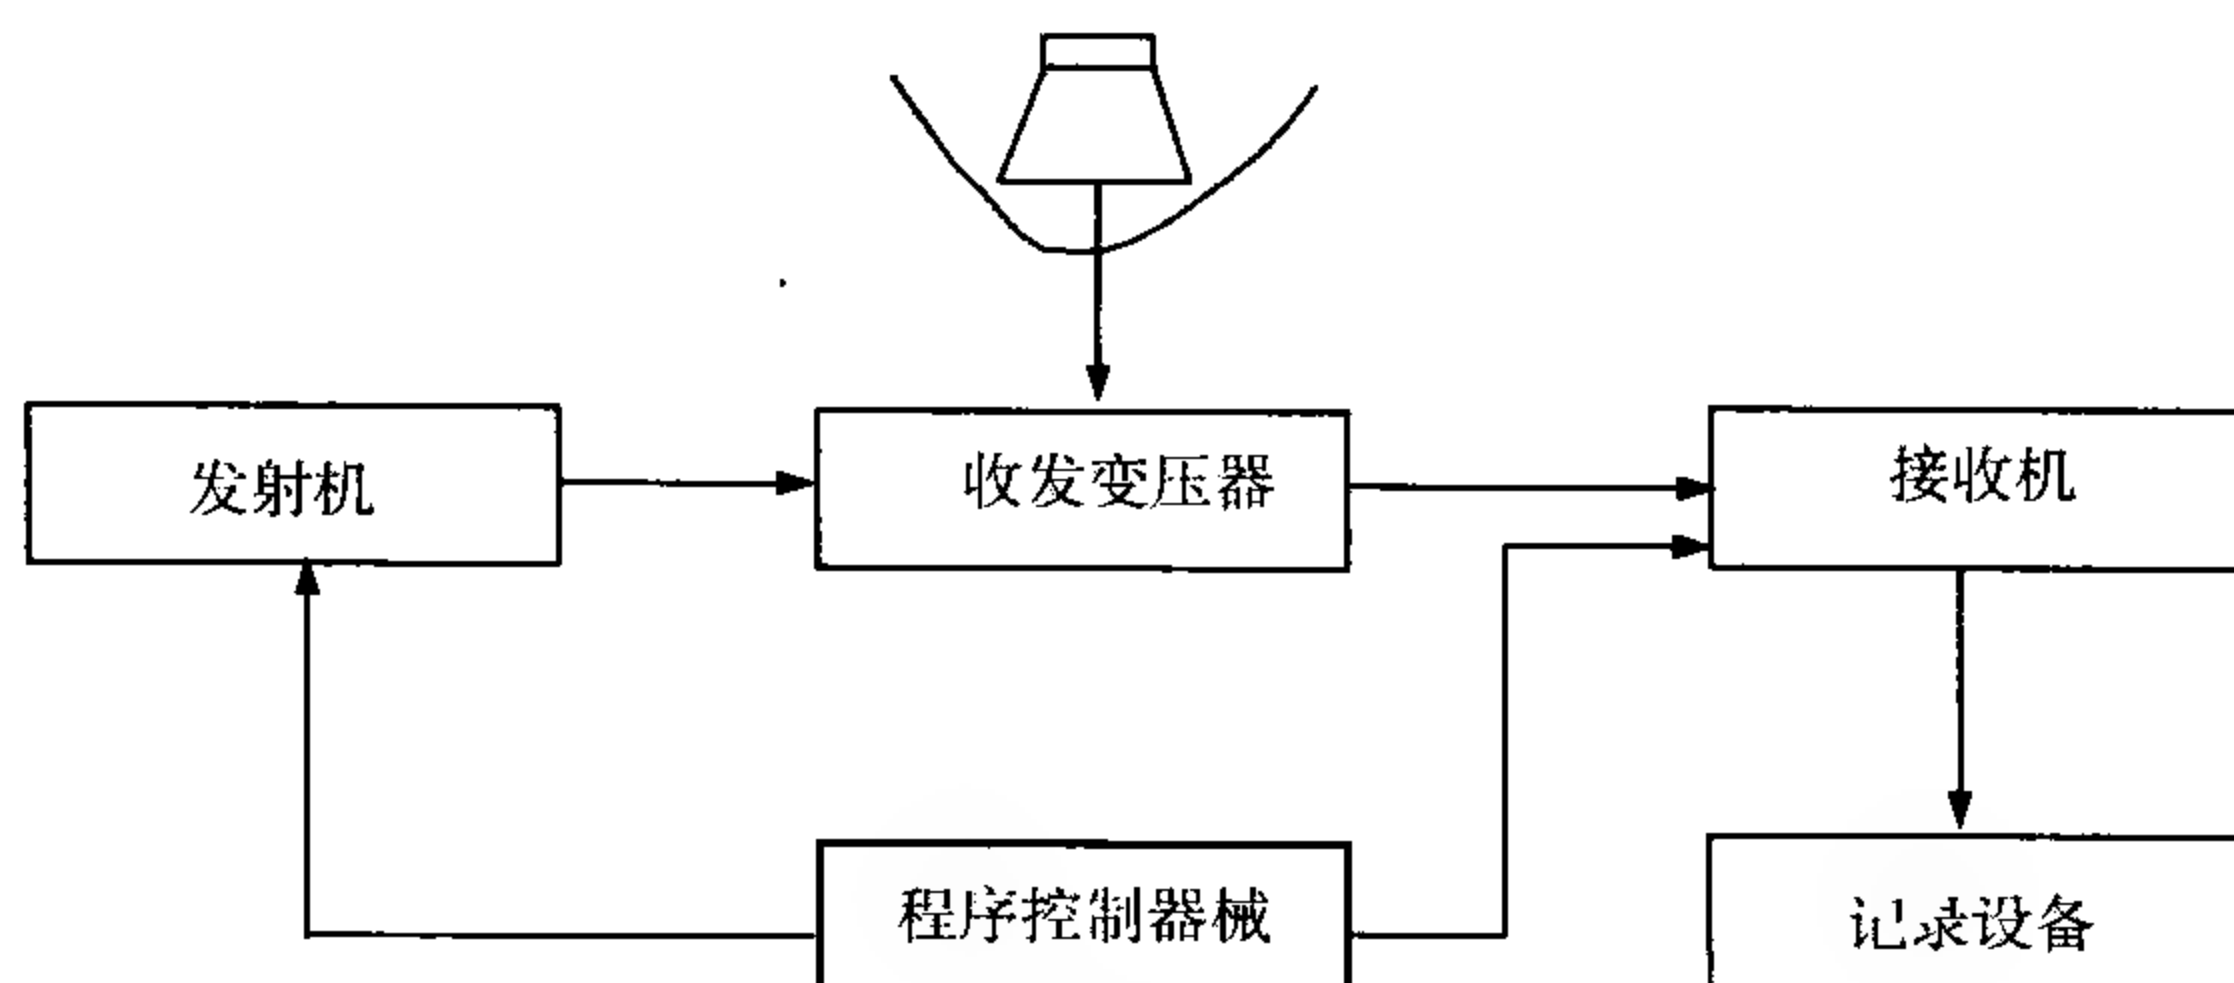 发射机
收发变压器
接收机
程序控制器械
记录设备